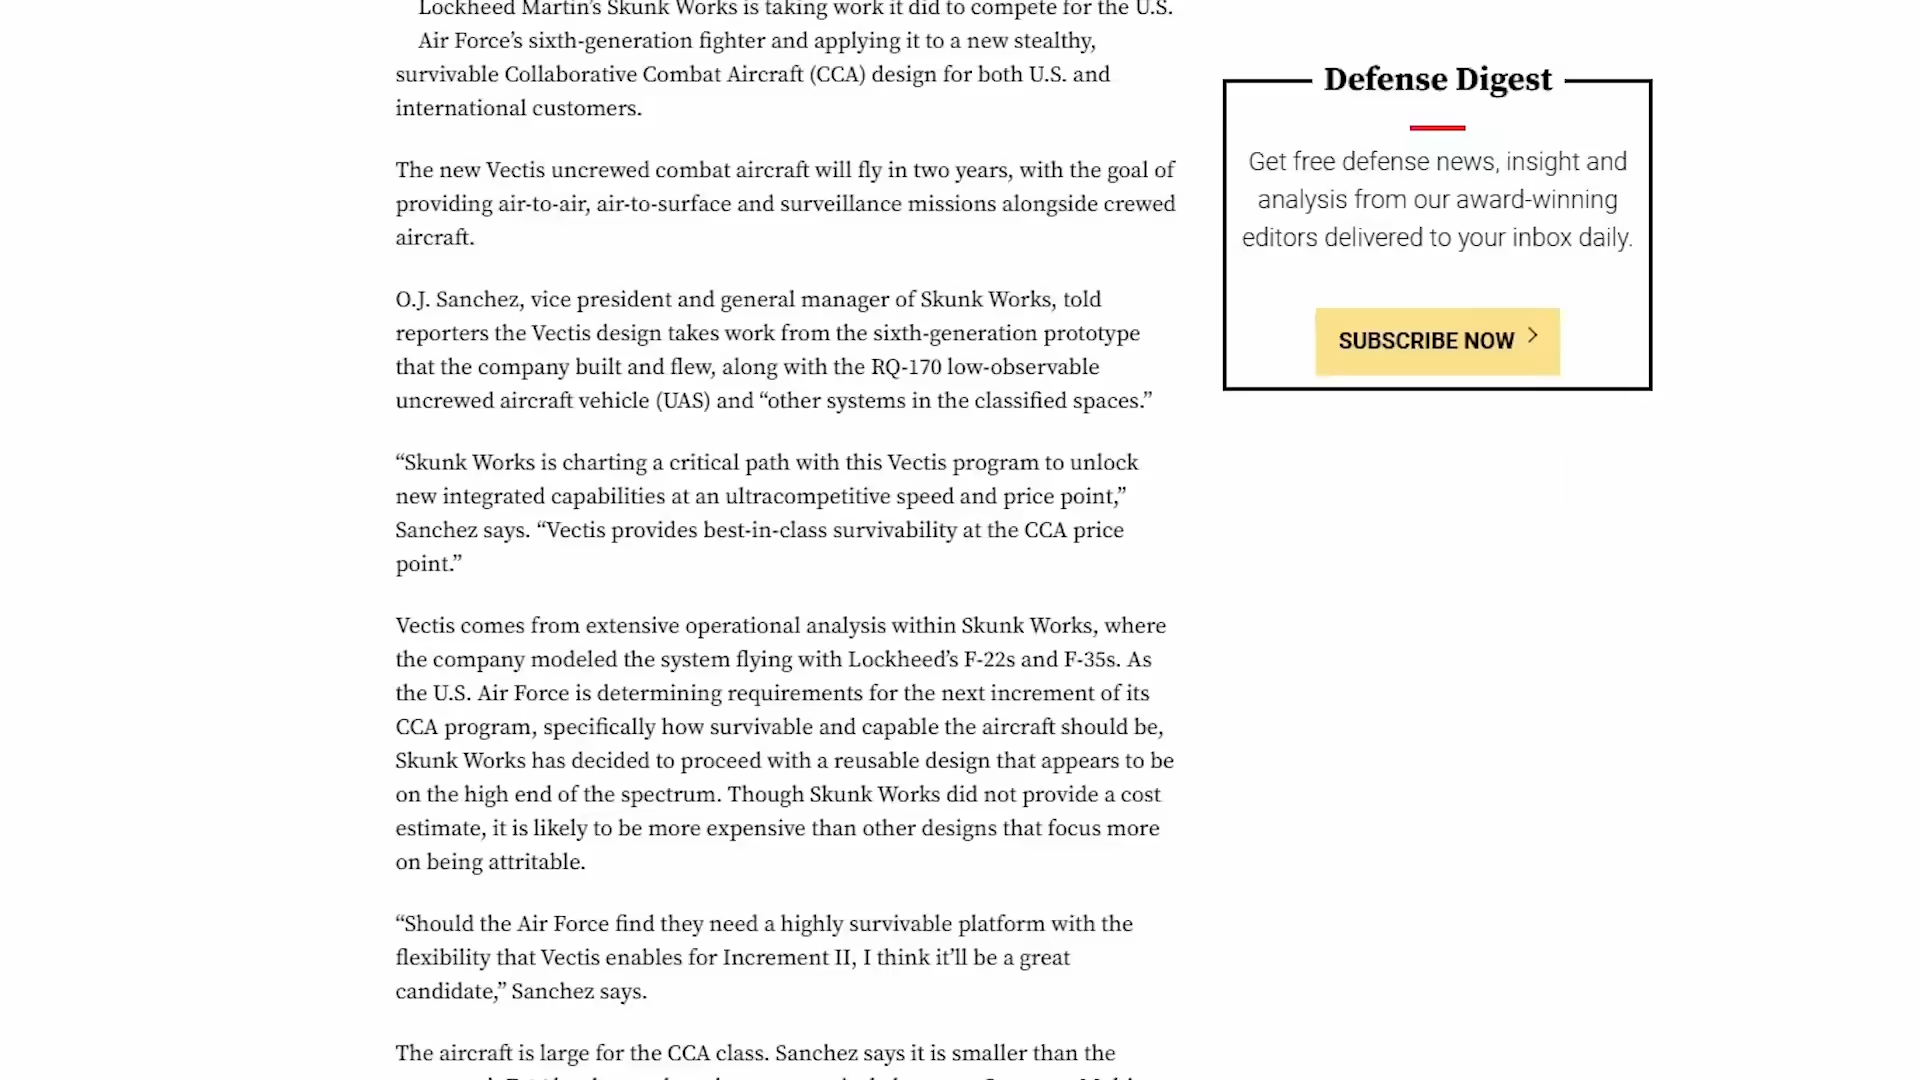 Lockheed Martin’s Skunk Works is taking work it did to compete for the U.S.
Air Force’s sixth-generation fighter and applying it to a new stealthy,
survivable Collaborative Combat Aircraft (CCA) design for both U.S. and
international customers.
The new Vectis uncrewed combat aircraft will fly in two years, with the goal of
providing air-to-air, air-to-surface and surveillance missions alongside crewed
aircraft.
O.J. Sanchez, vice president and general manager of Skunk Works, told
reporters the Vectis design takes work from the sixth-generation prototype
that the company built and flew, along with the RQ-170 low-observable
uncrewed aircraft vehicle (UAS) and “other systems in the classified spaces.”
“Skunk Works is charting a critical path with this Vectis program to unlock
new integrated capabilities at an ultracompetitive speed and price point,”
Sanchez says. “Vectis provides best-in-class survivability at the CCA price
point.”
Vectis comes from extensive operational analysis within Skunk Works, where
the company modeled the system flying with Lockheed’s F-22s and F-35s. As
the U.S. Air Force is determining requirements for the next increment of its
CCA program, specifically how survivable and capable the aircraft should be,
Skunk Works has decided to proceed with a reusable design that appears to be
on the high end of the spectrum. Though Skunk Works did not provide a cost
estimate, it is likely to be more expensive than other designs that focus more
on being attritable.
“Should the Air Force find they need a highly survivable platform with the
flexibility that Vectis enables for Increment II, I think it’ll be a great
candidate,” Sanchez says.
The aircraft is large for the CCA class. Sanchez says it is smaller than the
Defense Digest
Get free defense news, insight and
analysis from our award-winning
editors delivered to your inbox daily.
SUBSCRIBE NOW